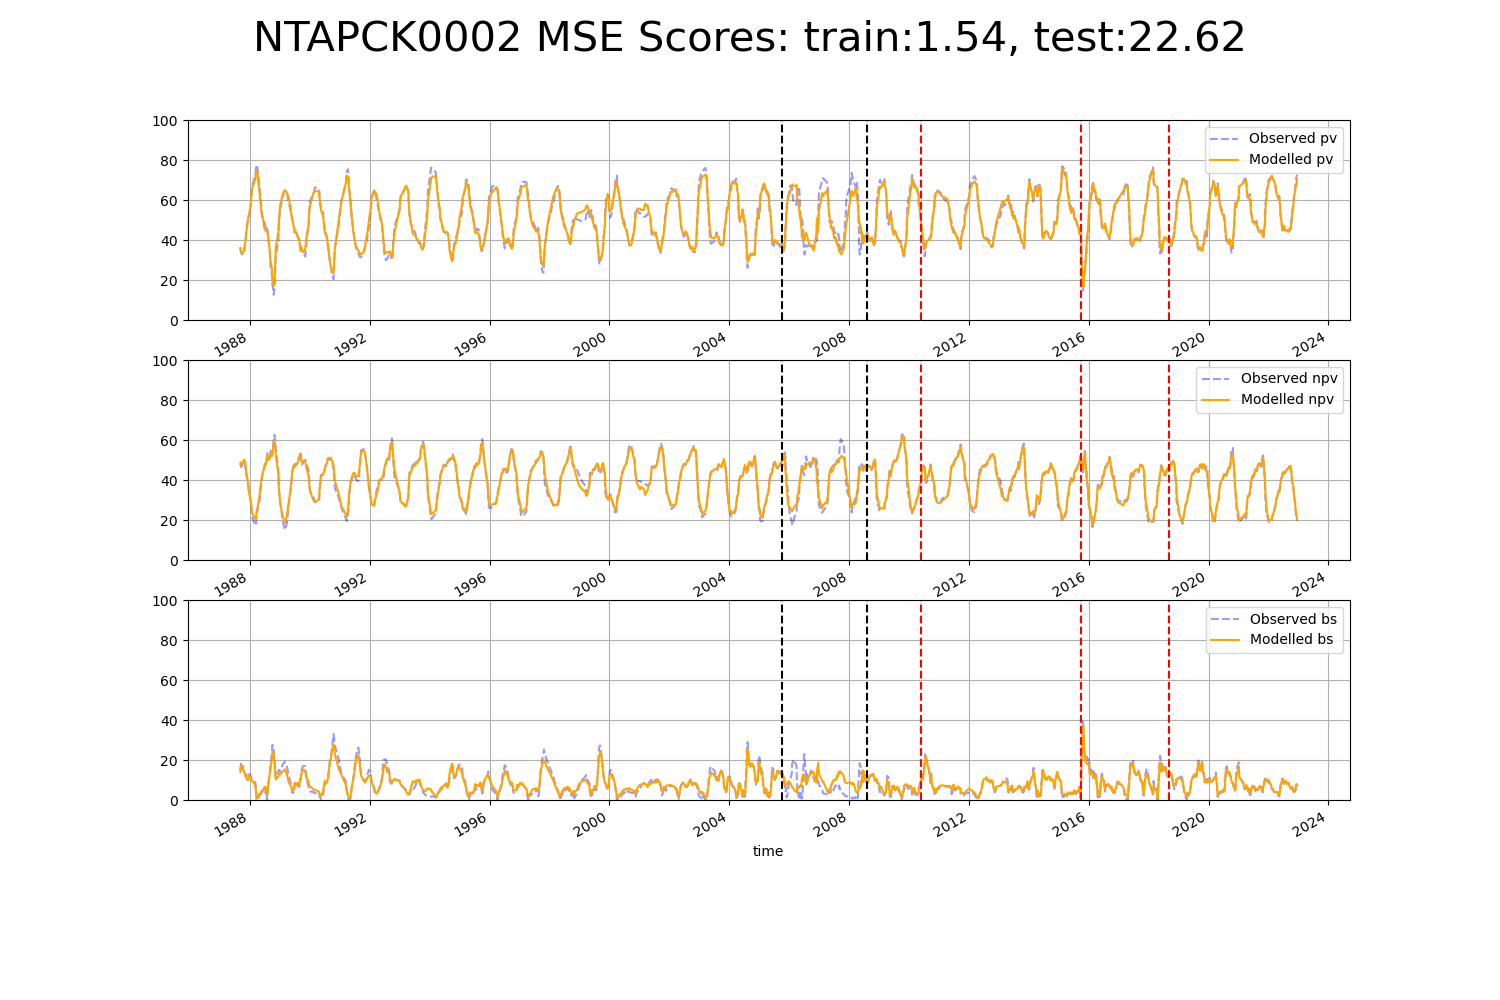 NTAPCK0002 MSE Scores: train:1.54, test:22.62
100
80
60
40
20
0
Observed pv
Modelled pv
1988 1992 1996 2000 2004 2008 2012 2016 2020 2024
100
80
60
40
20
0
Observed npv
Modelled npv
1988 1992 1996 2000 2004 2008 2012 2016 2020 2024
100
80
60
40
20
0
Observed bs
Modelled bs
1988 1992 1996 2000 2004 2008 2012 2016 2020 2024
time